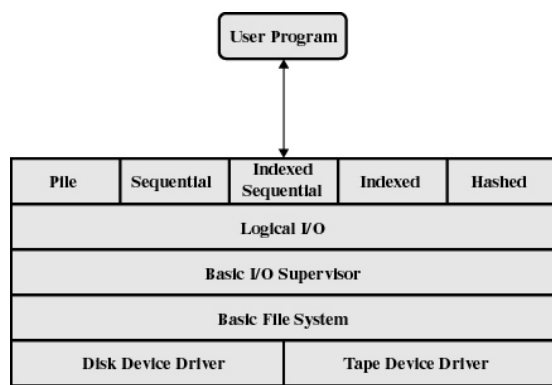 User Program
Pile
Sequential
Indexed
Sequential
Indexed
Hashed
Logical I/O
Basic I/O Supervisor
Basic File System
Disk Device Driver
Tape Device Driver